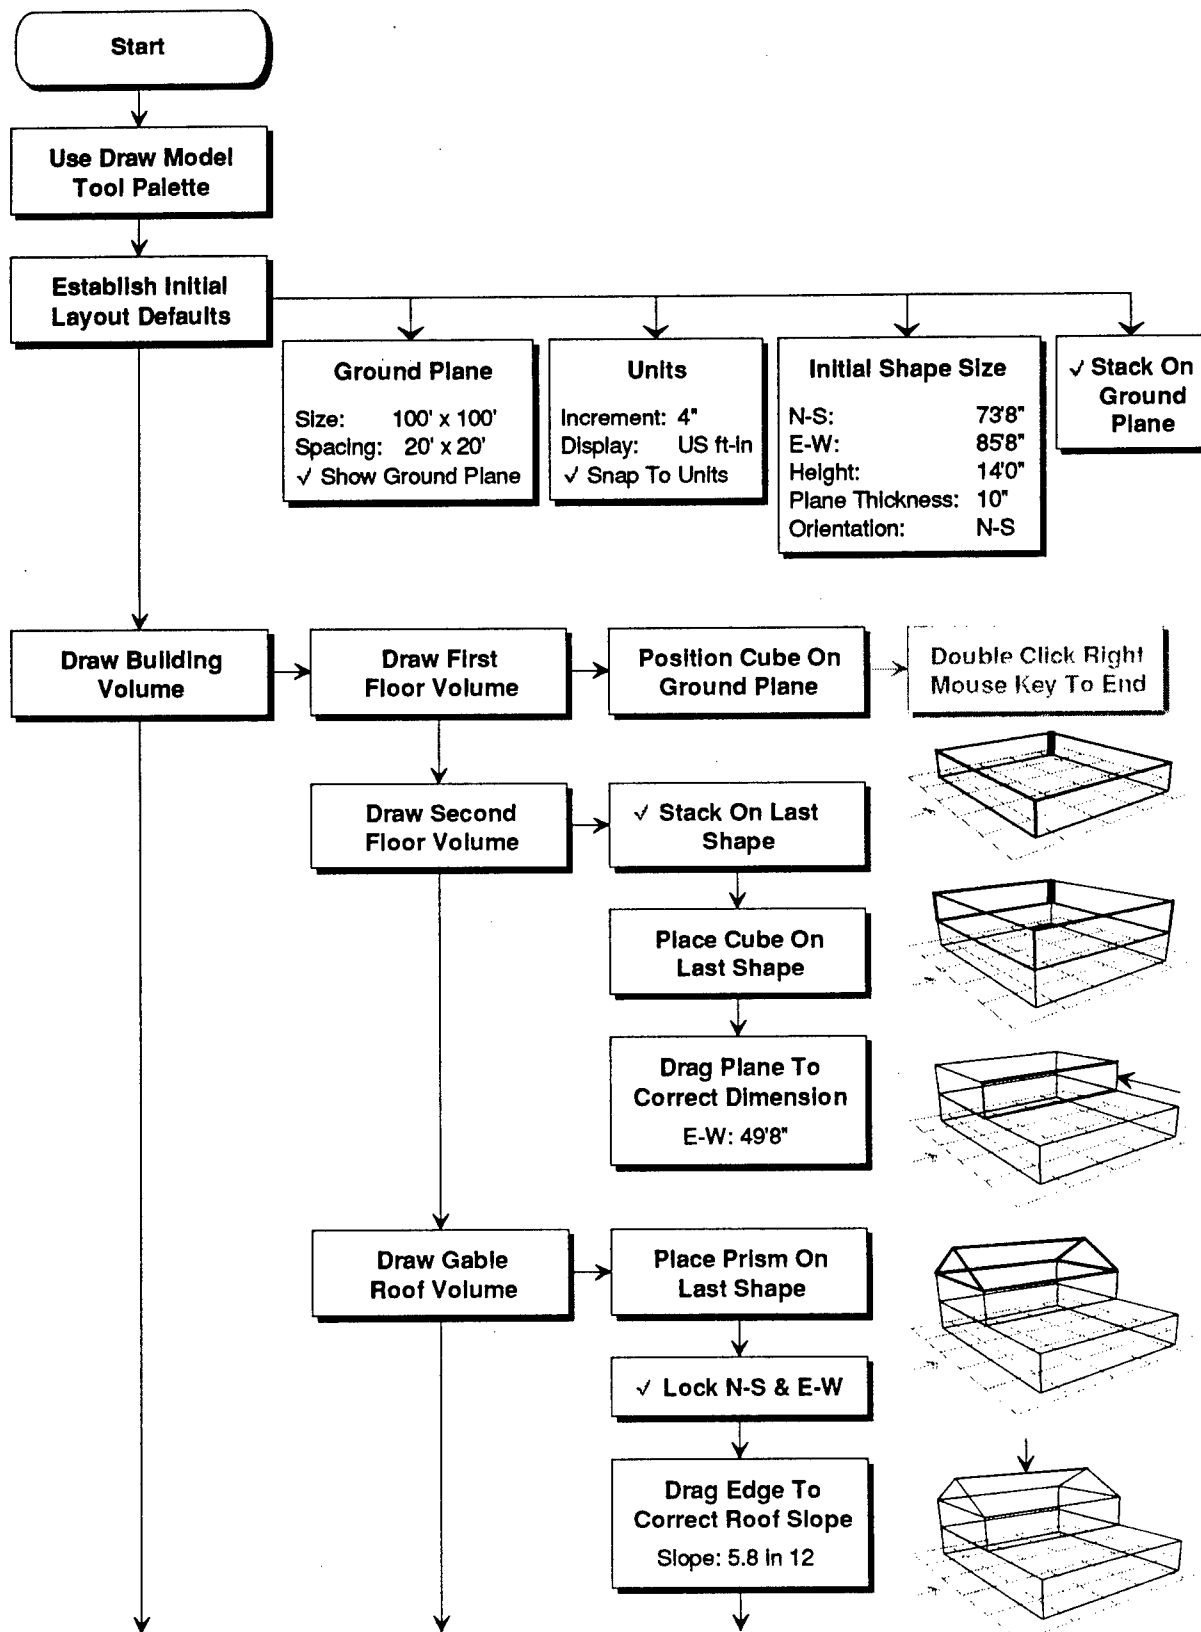 Start
Use Draw Model
Tool Palette
Establish Initial
Layout Defaults
Ground Plane
Size: 100' x 100'
Spacing: 20' x 20'
√ Show Ground Plane
Units
Increment: 4"
Display: US ft-in
√ Snap To Units
Initial Shape Size
N-S: 73'8"
E-W: 85'8"
Height: 14'0"
Plane Thickness: 10"
Orientation: N-S
√ Stack On
Ground
Plane
Draw Building
Volume
Draw First
Floor Volume
Position Cube On
Ground Plane
Double Click Right
Mouse Key To End
Draw Second
Floor Volume
√ Stack On Last
Shape
Place Cube On
Last Shape
Drag Plane To
Correct Dimension
E-W: 49'8"
Draw Gable
Roof Volume
Place Prism On
Last Shape
√ Lock N-S & E-W
Drag Edge To
Correct Roof Slope
Slope: 5.8 in 12